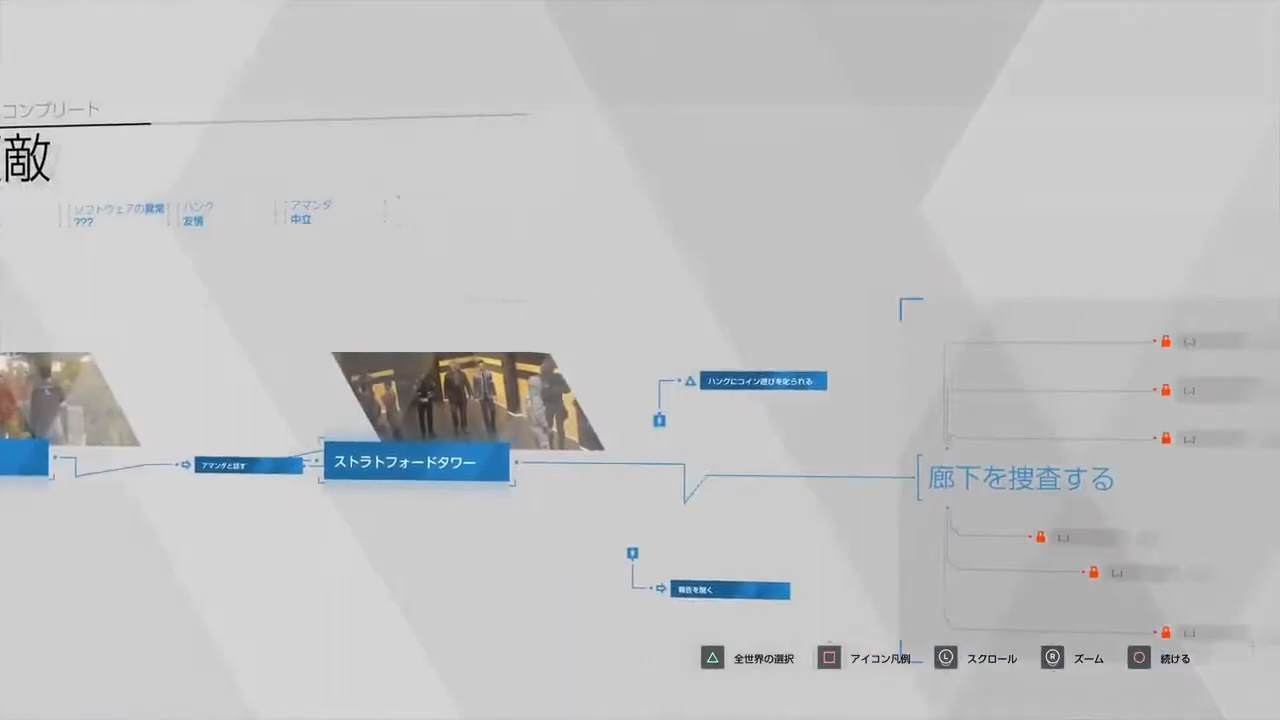 コンプリート
敵
ソフトウェアの異常
???
ハンク
友情
アマンダ
中立
ハンクにコイン遊びを叱られる
アマンダと話す
ストラトフォードタワー
廊下を捜査する
報告を聞く
全世界の選択
アイコン凡例
スクロール
ズーム
続ける